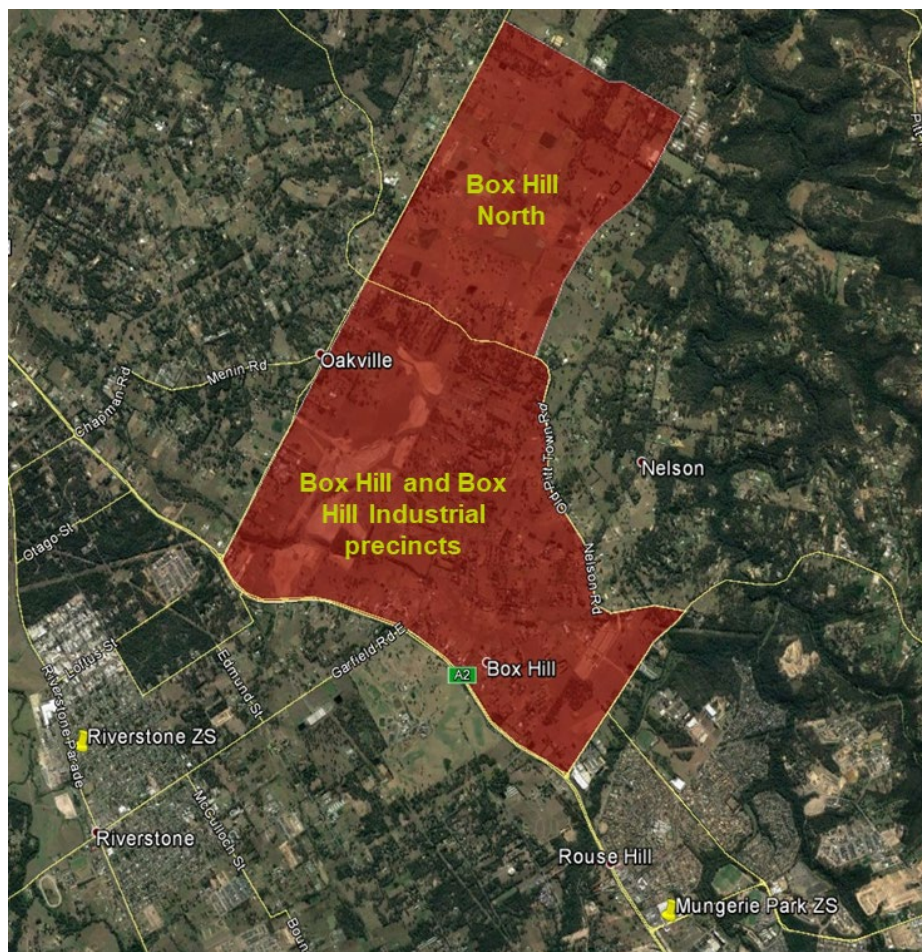 Box Hill
North
Oakville
Menin Rd
Chapman Rd
Old Pitt Town Rd
Nelson
Box Hill and Box
Hill Industrial
precincts
Otago St
Nelson Rd
Loftus St
Edmund St
Garfield Rd E
A2
Box Hill
Riverstone Parade
Riverstone ZS
McCulloch St
Riverstone
Rouse Hill
Mungerie Park ZS
Boun